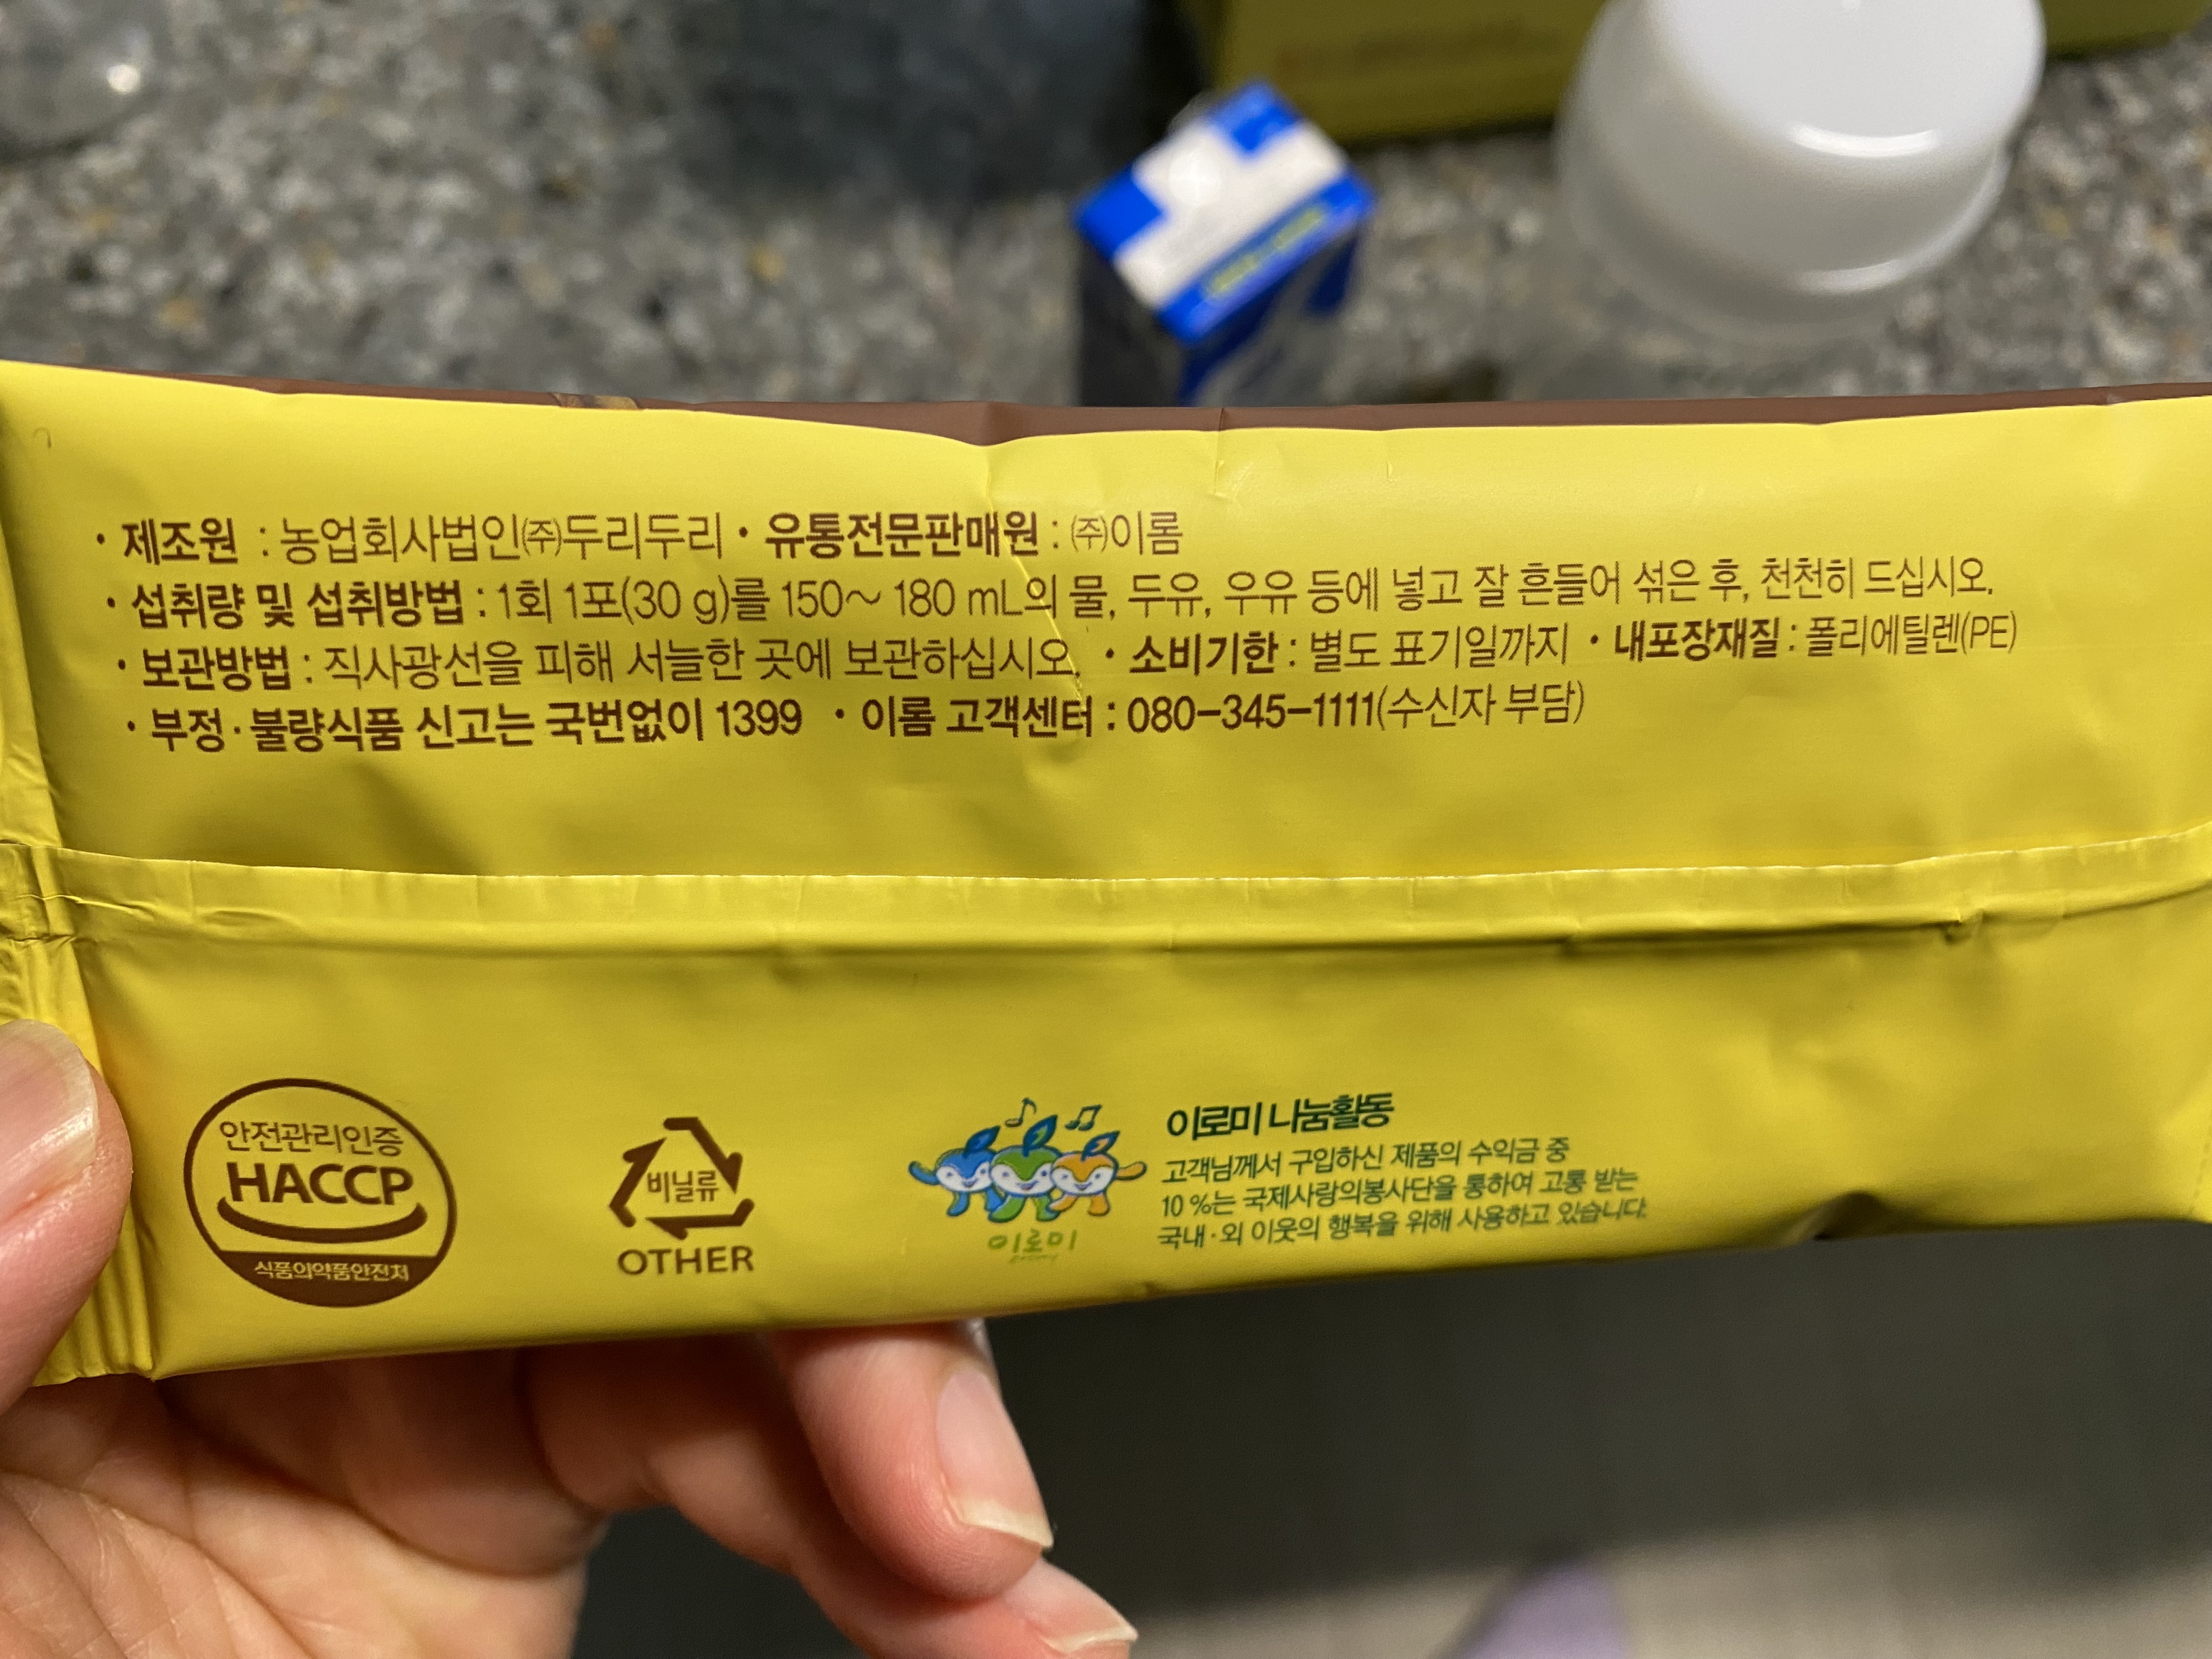 · 제조원 : 농업회사법인㈜두리두리 · 유통전문판매원 : ㈜이롬
· 섭취량 및 섭취방법 : 1회 1포(30 g)를 150~180 mL의 물, 두유, 우유 등에 넣고 잘 흔들어 섞은 후, 천천히 드십시오.
· 보관방법 : 직사광선을 피해 서늘한 곳에 보관하십시오. · 소비기한 : 별도 표기일까지 · 내포장재질 : 폴리에틸렌(PE)
· 부정·불량식품 신고는 국번없이 1399 · 이롬 고객센터 : 080-345-1111(수신자 부담)
안전관리인증
HACCP
식품의약품안전처
비닐류
OTHER
이로미
이로미 나눔활동
고객님께서 구입하신 제품의 수익금 중
10 %는 국제사랑의봉사단을 통하여 고통 받는
국내·외 이웃의 행복을 위해 사용하고 있습니다.